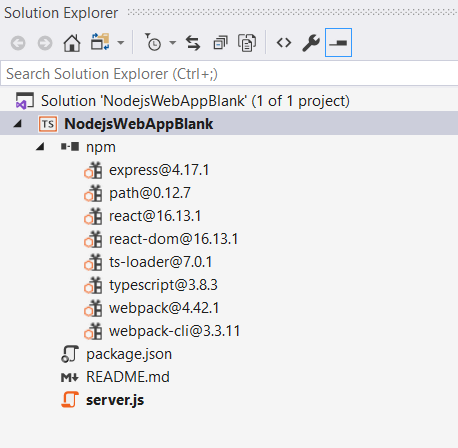 Solution Explorer
Search Solution Explorer (Ctrl+;)
Solution 'NodejsWebAppBlank' (1 of 1 project)
TS NodejsWebAppBlank
npm
express@4.17.1
path@0.12.7
react@16.13.1
react-dom@16.13.1
ts-loader@7.0.1
typescript@3.8.3
webpack@4.42.1
webpack-cli@3.3.11
package.json
README.md
server.js